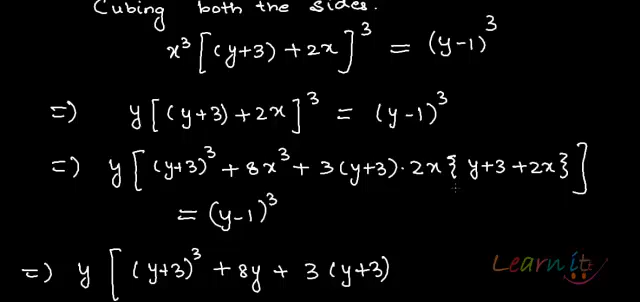 Cubing both the sides.
x³ [(y+3) + 2x]³ = (y-1)³
=) y [(y+3) + 2x]³ = (y-1)³
=) y [(y+3)³ + 8x³ + 3(y+3)·2x{y+3+2x}]
= (y-1)³
=) y [(y+3)³ + 8y + 3(y+3)
Learnit